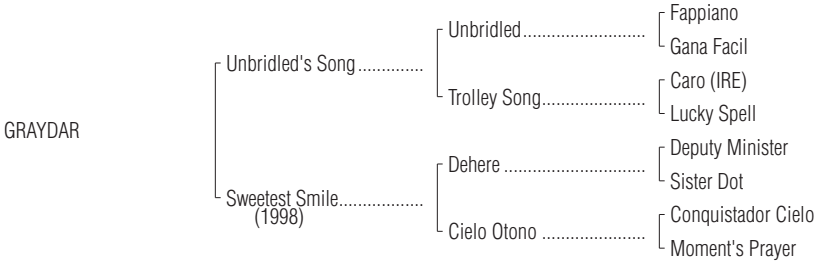 Fappiano
Unbridled..........................
Gana Facil
Unbridled's Song..............
Caro (IRE)
Trolley Song......................
Lucky Spell
GRAYDAR
Deputy Minister
Dehere ..............................
Sister Dot
Sweetest Smile..................
(1998)
Conquistador Cielo
Cielo Otono ......................
Moment's Prayer